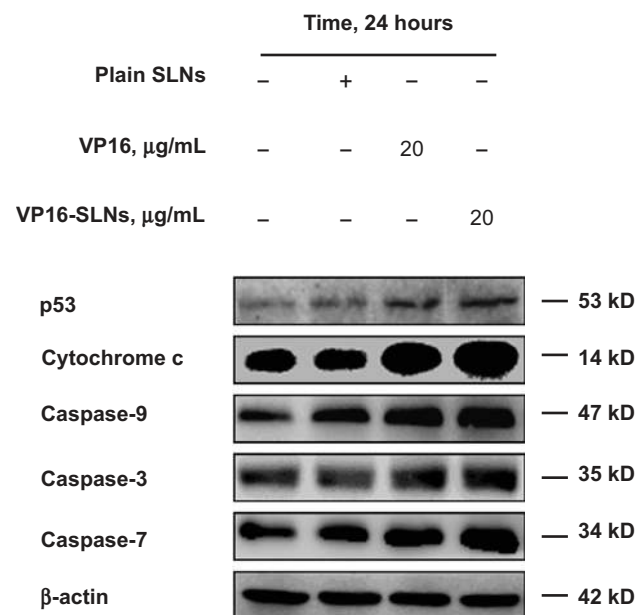 Time, 24 hours
Plain SLNs – + – –
VP16, μg/mL – – 20 –
VP16-SLNs, μg/mL – – – 20
p53 — 53 kD
Cytochrome c — 14 kD
Caspase-9 — 47 kD
Caspase-3 — 35 kD
Caspase-7 — 34 kD
β-actin — 42 kD